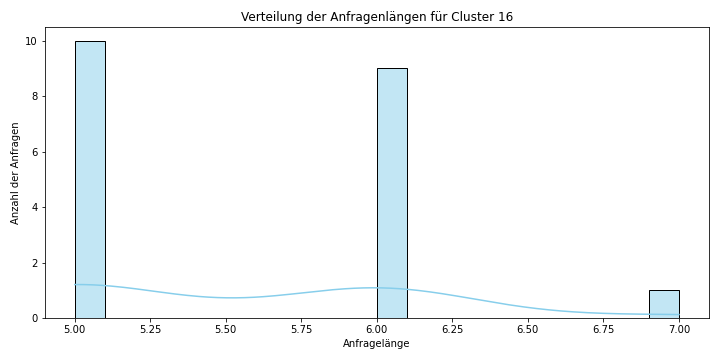 Verteilung der Anfragenlängen für Cluster 16
Anzahl der Anfragen
10
8
6
4
2
0
5.00 5.25 5.50 5.75 6.00 6.25 6.50 6.75 7.00
Anfragelänge